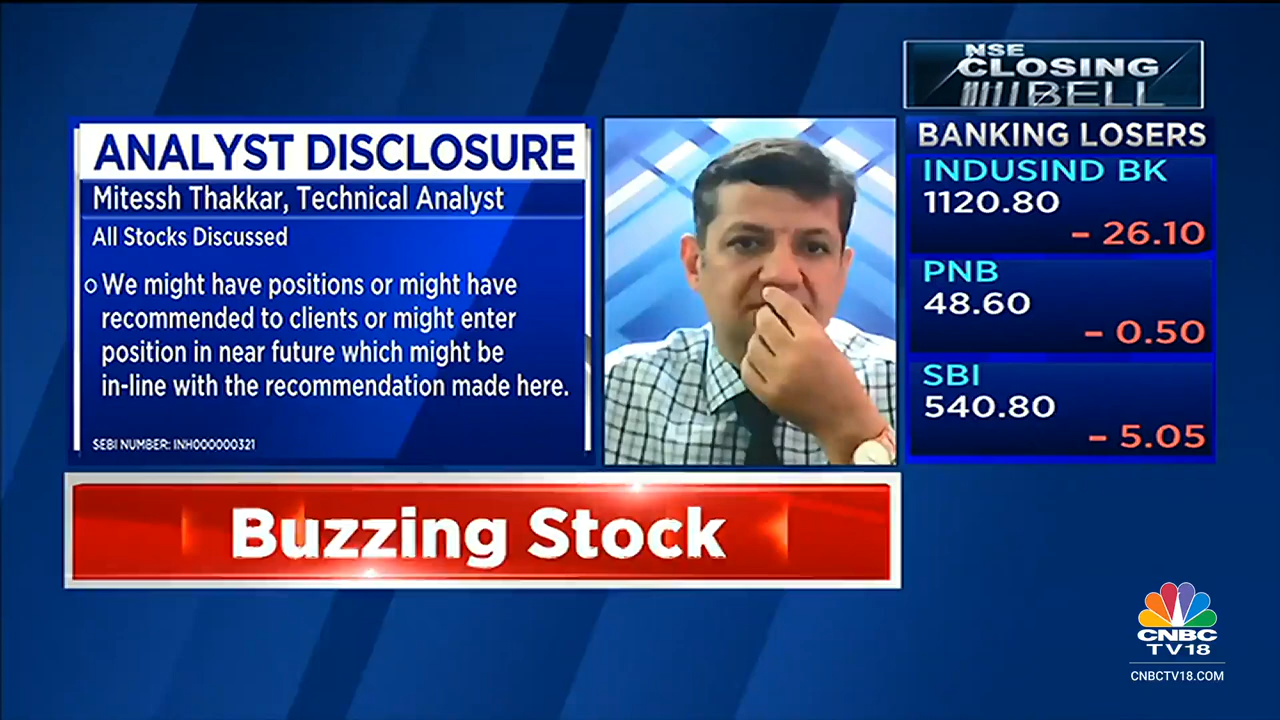 ANALYST DISCLOSURE
Mitessh Thakkar, Technical Analyst
All Stocks Discussed
We might have positions or might have
recommended to clients or might enter
position in near future which might be
in-line with the recommendation made here.
SEBI NUMBER: INH000000321
NSE
CLOSING
BELL
BANKING LOSERS
INDUSIND BK
1120.80
- 26.10
PNB
48.60
- 0.50
SBI
540.80
- 5.05
Buzzing Stock
CNBC
TV18
CNBCTV18.COM